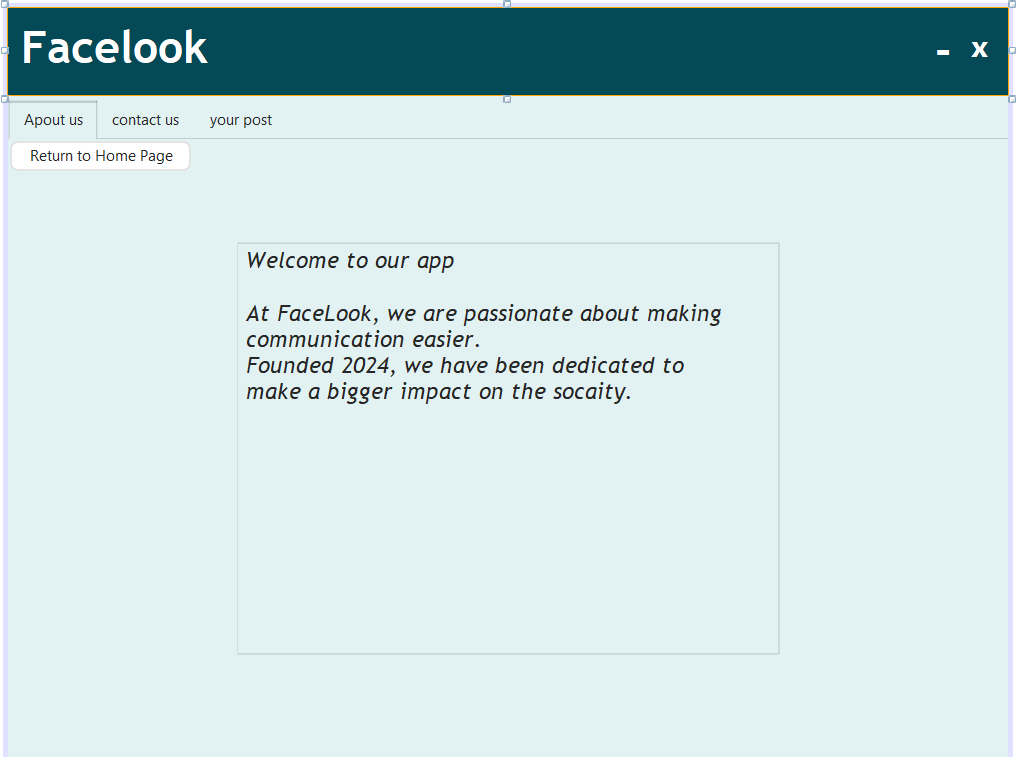 Facelook
- x
Apout us contact us your post
Return to Home Page
Welcome to our app
At FaceLook, we are passionate about making
communication easier.
Founded 2024, we have been dedicated to
make a bigger impact on the socaity.